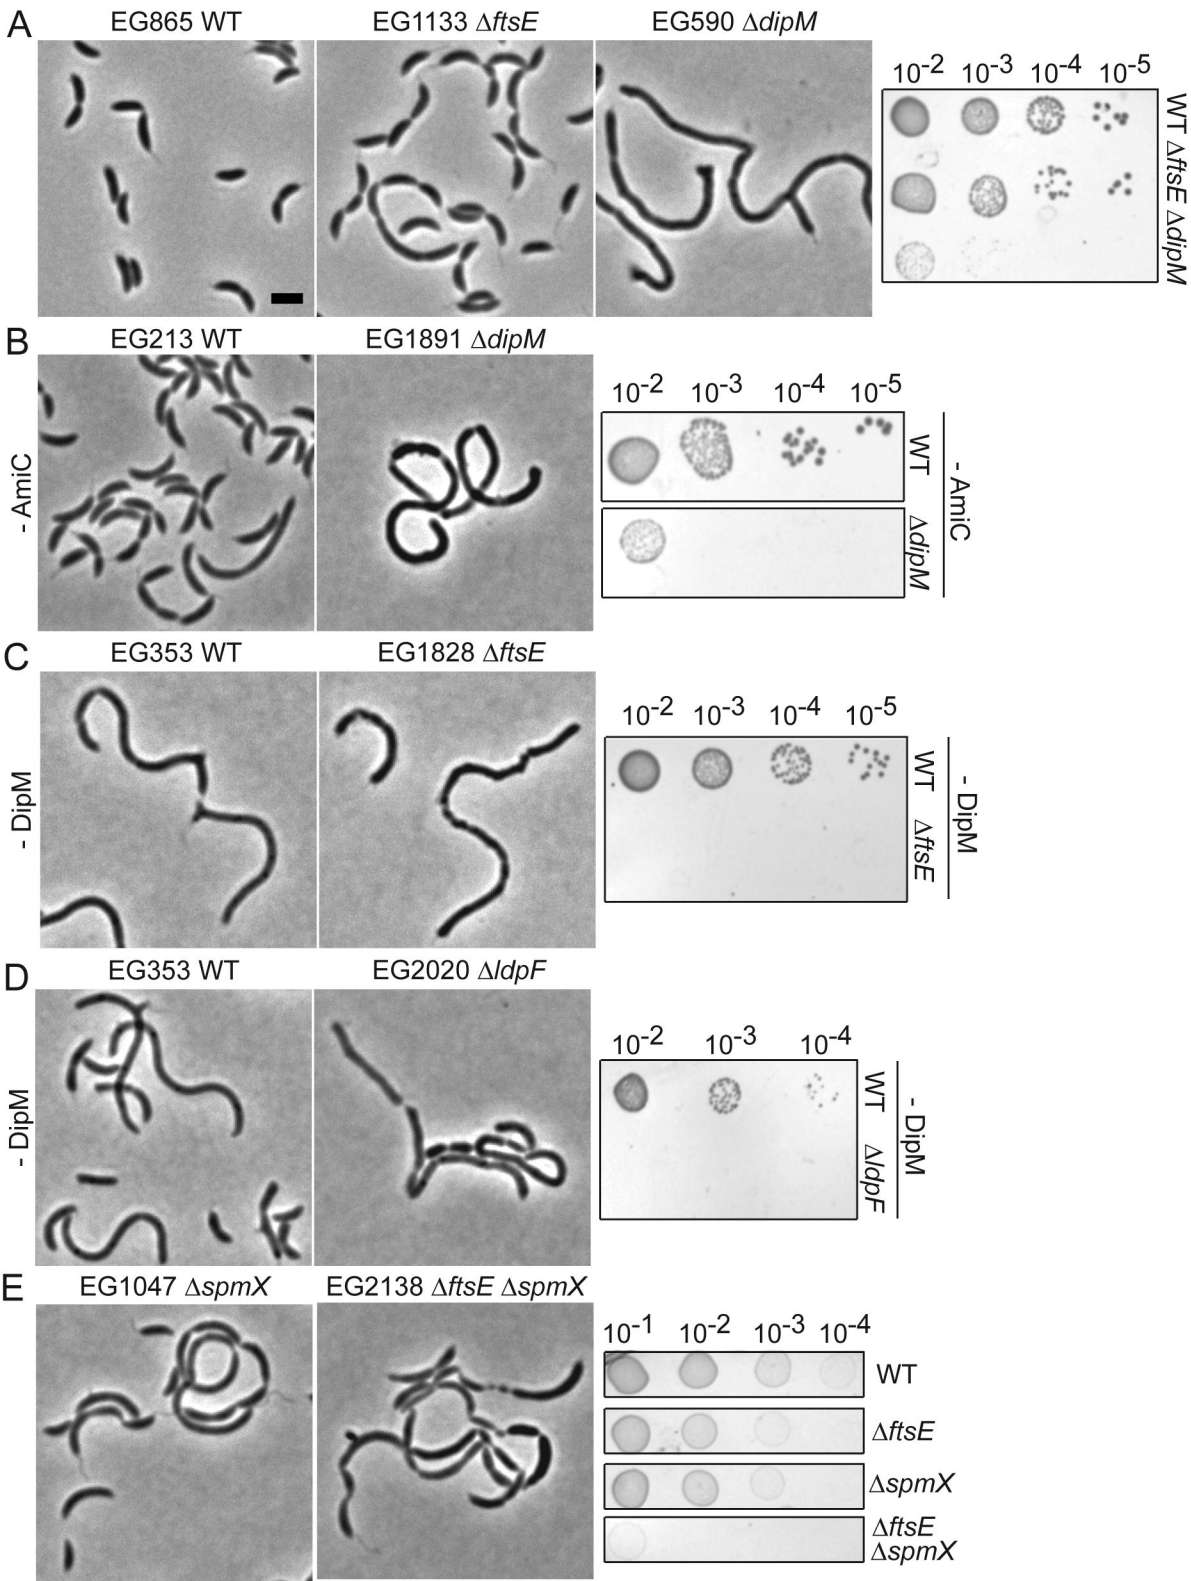 A
EG865 WT
EG1133 ΔftsE
EG590 ΔdipM
10-2 10-3 10-4 10-5
WT ΔftsE ΔdipM
B
EG213 WT
EG1891 ΔdipM
- AmiC
10-2 10-3 10-4 10-5
WT
ΔdipM
- AmiC
C
EG353 WT
EG1828 ΔftsE
- DipM
10-2 10-3 10-4 10-5
WT ΔftsE
- DipM
D
EG353 WT
EG2020 ΔldpF
- DipM
10-2 10-3 10-4
WT ΔldpF
- DipM
E
EG1047 ΔspmX
EG2138 ΔftsE ΔspmX
10-1 10-2 10-3 10-4
WT
ΔftsE
ΔspmX
ΔftsE
ΔspmX